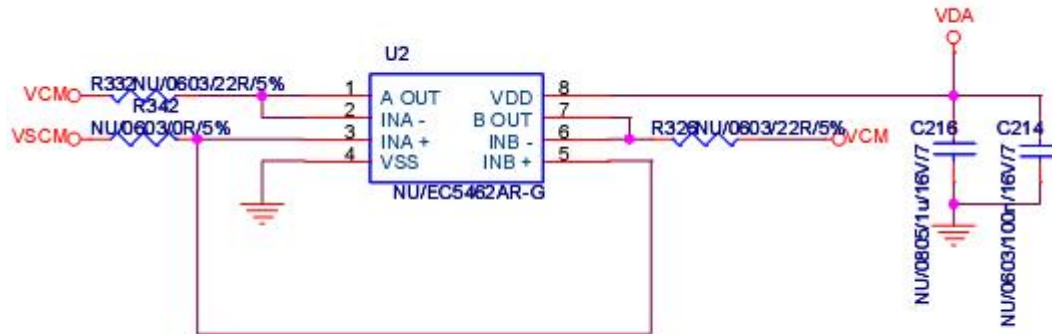 VDA
U2
R332NU/0603/22R/5%
VCM
R342
VSCM
NU/0603/0R/5%
1
2
3
4
A OUT
INA -
INA +
VSS
VDD
B OUT
INB -
INB +
8
7
6
5
NU/EC5462AR-G
R326NU/0603/22R/5%
VCM
C216
NU/0805/1u/16V/7
C214
NU/0603/100n/16V/7